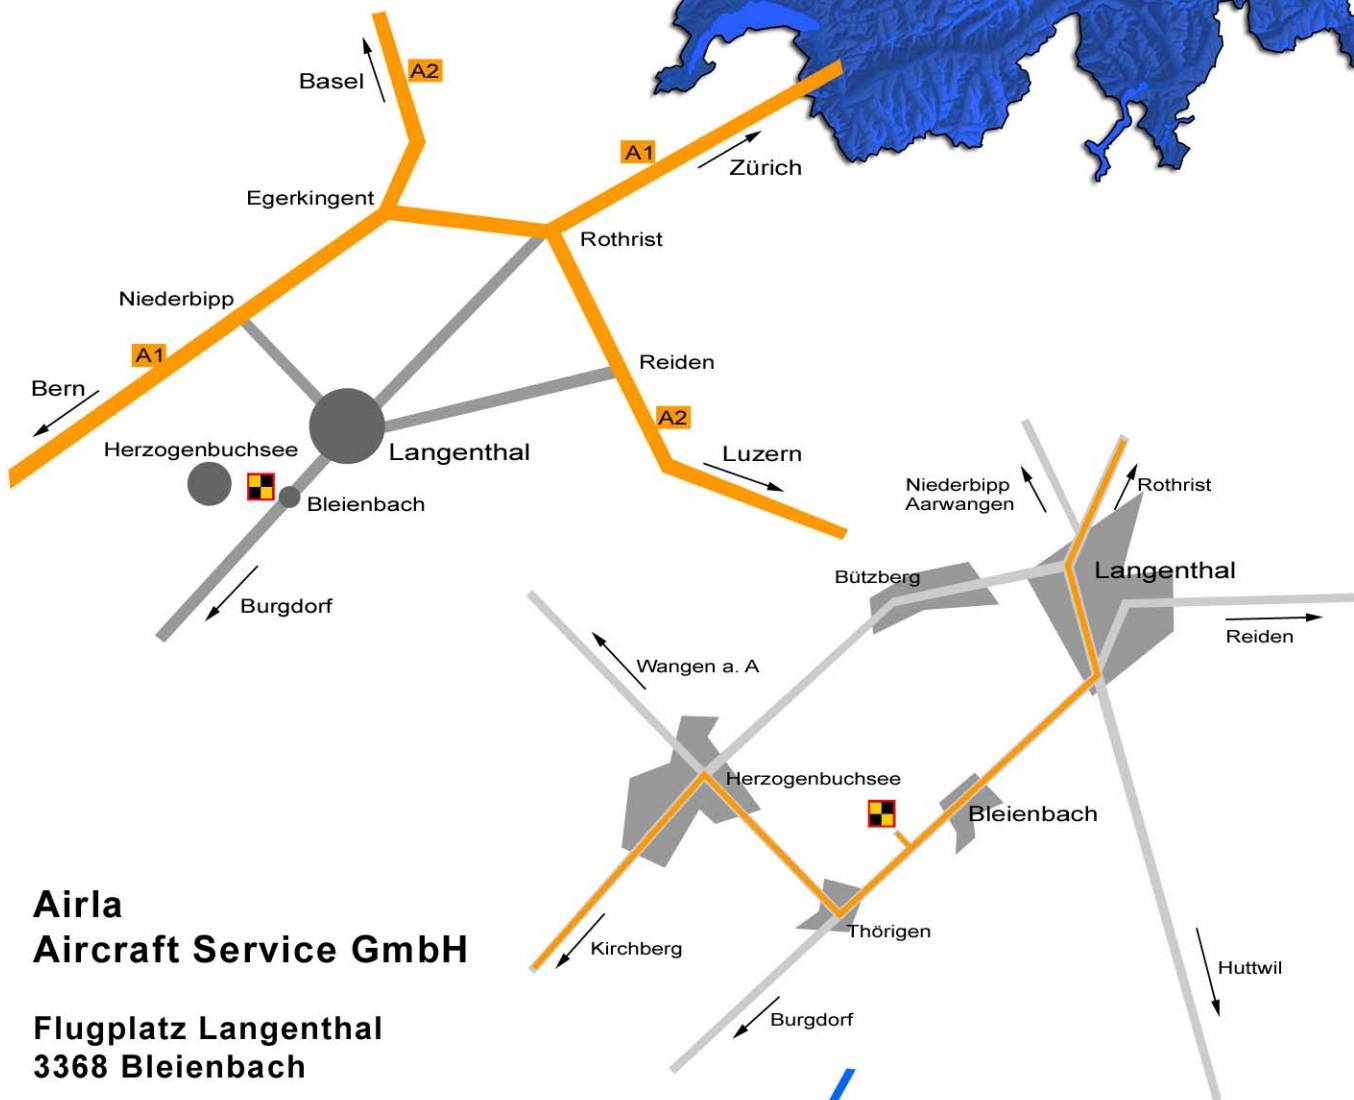 Basel
A2
A1
Zürich
Egerkingent
Rothrist
Niederbipp
A1
Reiden
Bern
A2
Herzogenbuchsee
Langenthal
Luzern
Bleienbach
Burgdorf
Niederbipp
Aarwangen
Rothrist
Bützberg
Langenthal
Reiden
Wangen a. A
Herzogenbuchsee
Bleienbach
Thörigen
Kirchberg
Huttwil
Burgdorf
Airla
Aircraft Service GmbH
Flugplatz Langenthal
3368 Bleienbach